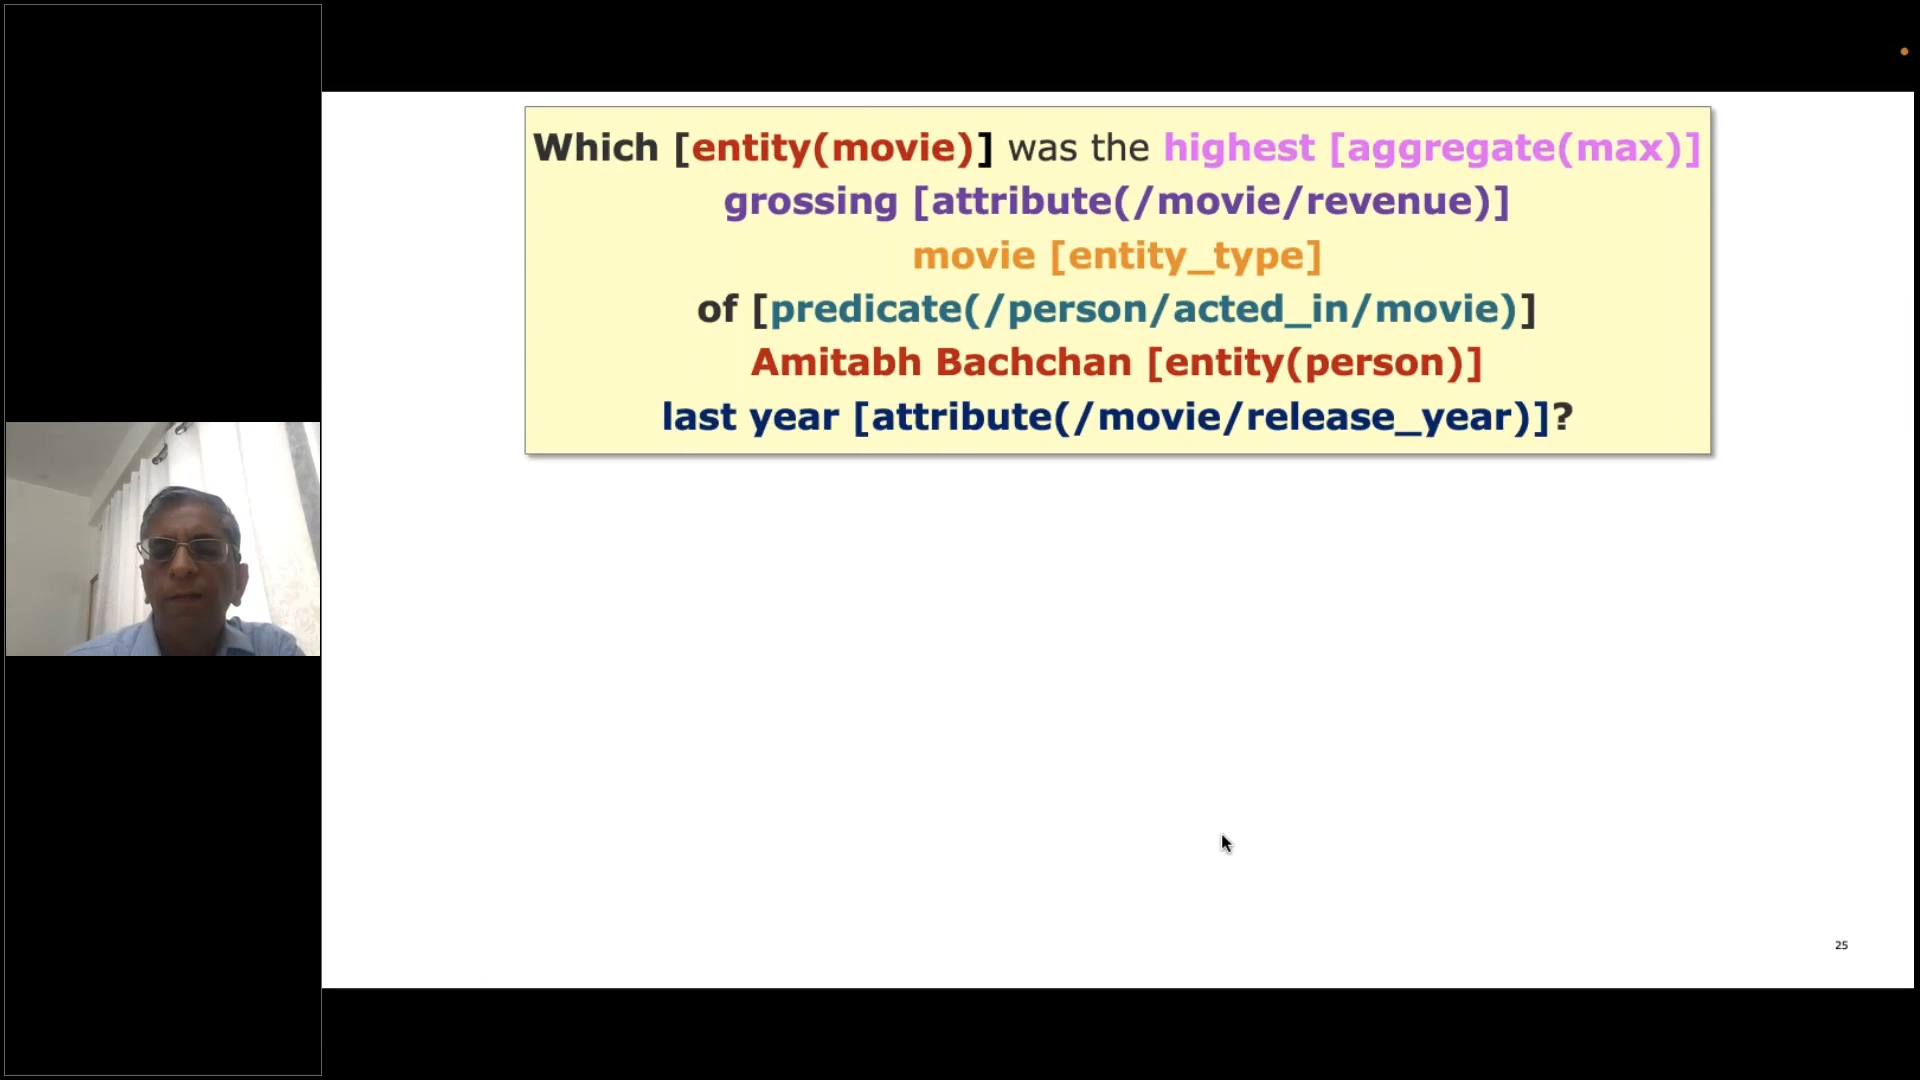 Which [entity(movie)] was the highest [aggregate(max)]
grossing [attribute(/movie/revenue)]
movie [entity_type]
of [predicate(/person/acted_in/movie)]
Amitabh Bachchan [entity(person)]
last year [attribute(/movie/release_year)]?
25